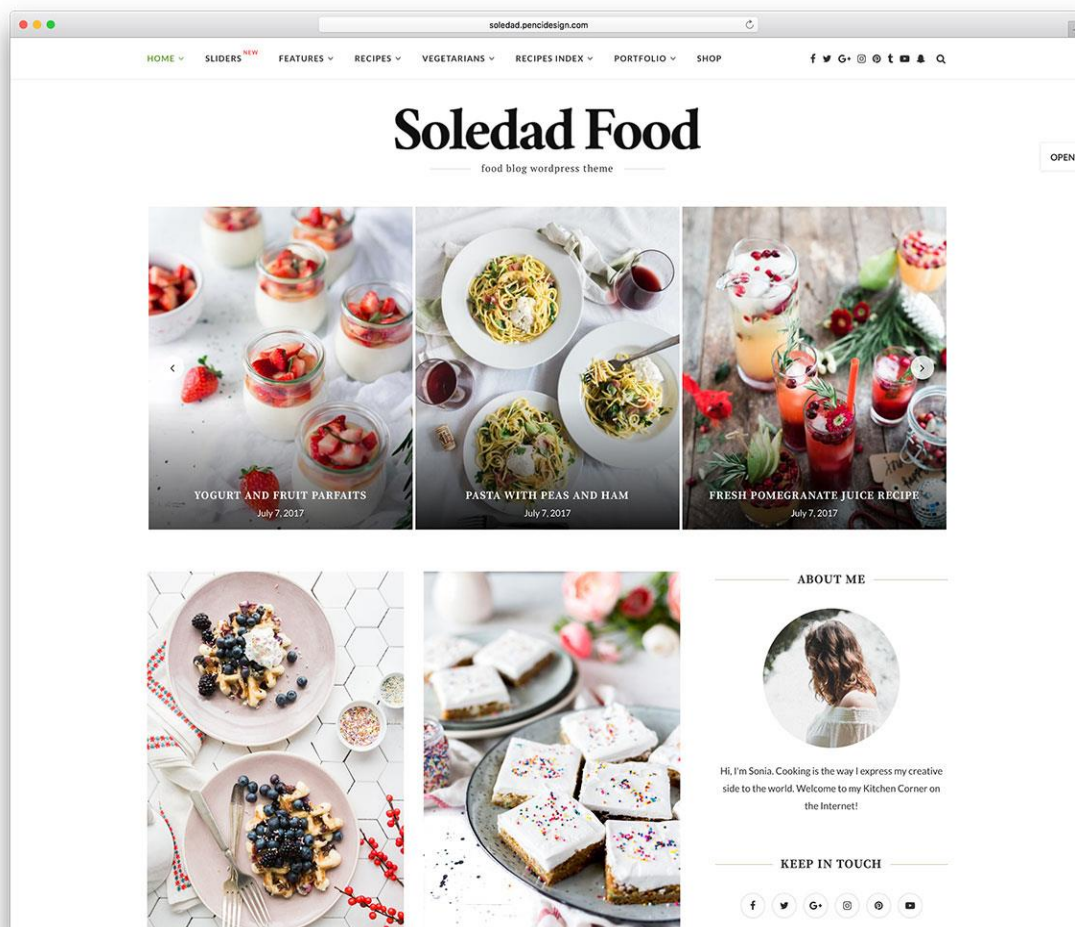 soledad.pencidesign.com
HOME SLIDERS NEW FEATURES RECIPES VEGETARIANS RECIPES INDEX PORTFOLIO SHOP
Soledad Food
food blog wordpress theme
OPEN
YOGURT AND FRUIT PARFAITS
July 7, 2017
PASTA WITH PEAS AND HAM
July 7, 2017
FRESH POMEGRANATE JUICE RECIPE
July 7, 2017
ABOUT ME
Hi, I'm Sonia. Cooking is the way I express my creative
side to the world. Welcome to my Kitchen Corner on
the Internet!
KEEP IN TOUCH